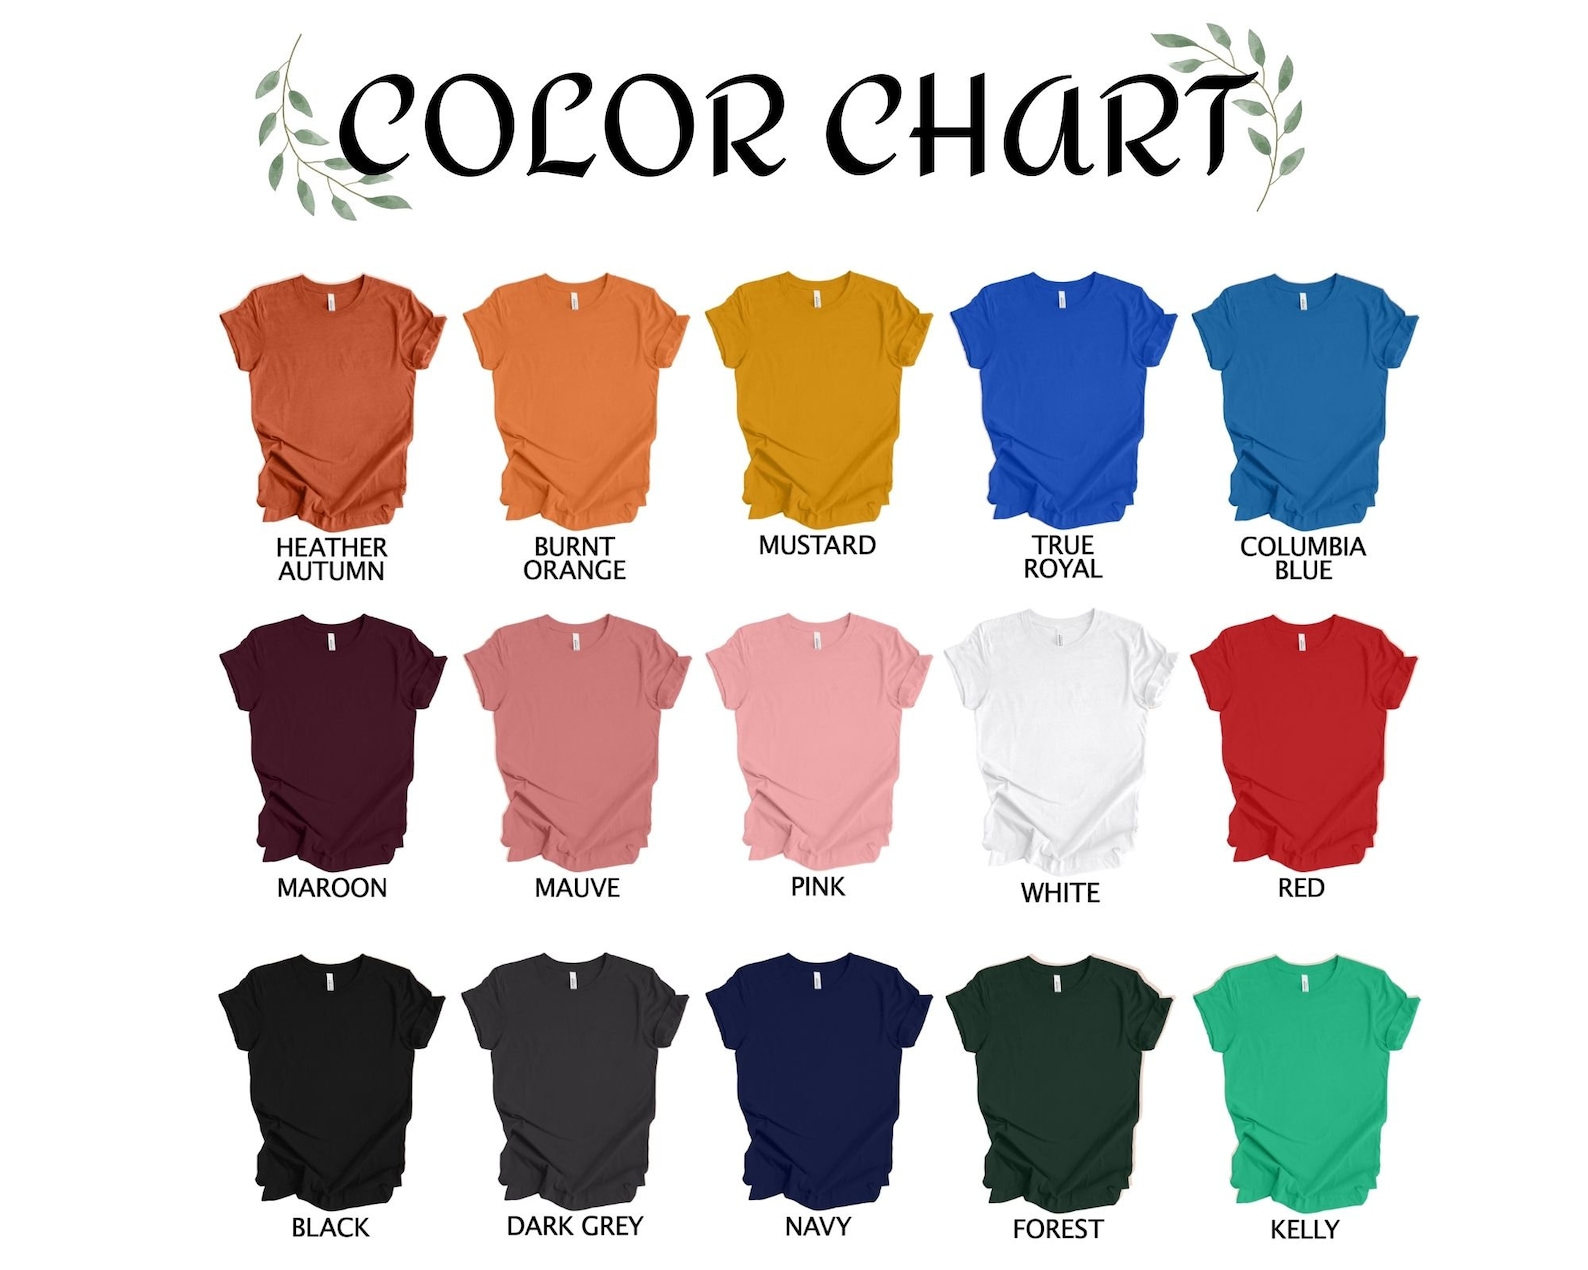 COLOR CHART
HEATHER
AUTUMN
BURNT
ORANGE
MUSTARD
TRUE
ROYAL
COLUMBIA
BLUE
MAROON
MAUVE
PINK
WHITE
RED
BLACK
DARK GREY
NAVY
FOREST
KELLY